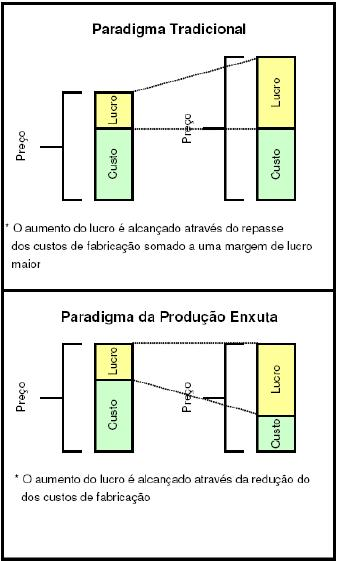 Paradigma Tradicional
Preço
Lucro
Custo
Preço
Lucro
Custo
* O aumento do lucro é alcançado através do repasse
dos custos de fabricação somado a uma margem de lucro
maior
Paradigma da Produção Enxuta
Preço
Lucro
Custo
Preço
Lucro
Custo
* O aumento do lucro é alcançado através da redução do
dos custos de fabricação